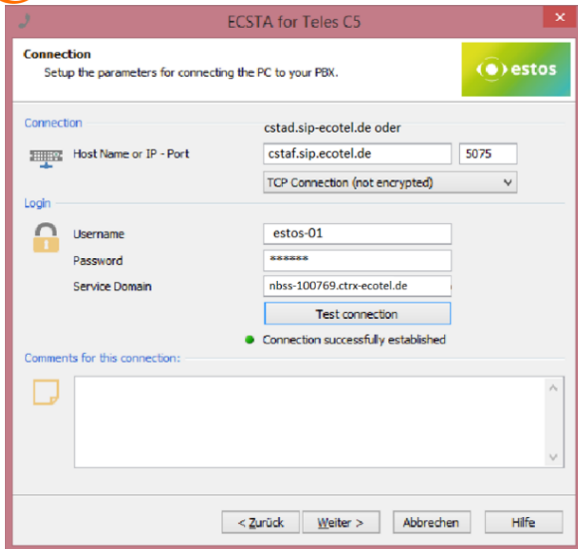 ECSTA for Teles C5
Connection
Setup the parameters for connecting the PC to your PBX.
estos
Connection
cstad.sip-ecotel.de oder
Host Name or IP - Port
cstaf.sip.ecotel.de
5075
TCP Connection (not encrypted)
Login
Username
estos-01
Password
******
Service Domain
nbss-100769.ctrx-ecotel.de
Test connection
Connection successfully established
Comments for this connection:
< Zurück
Weiter >
Abbrechen
Hilfe